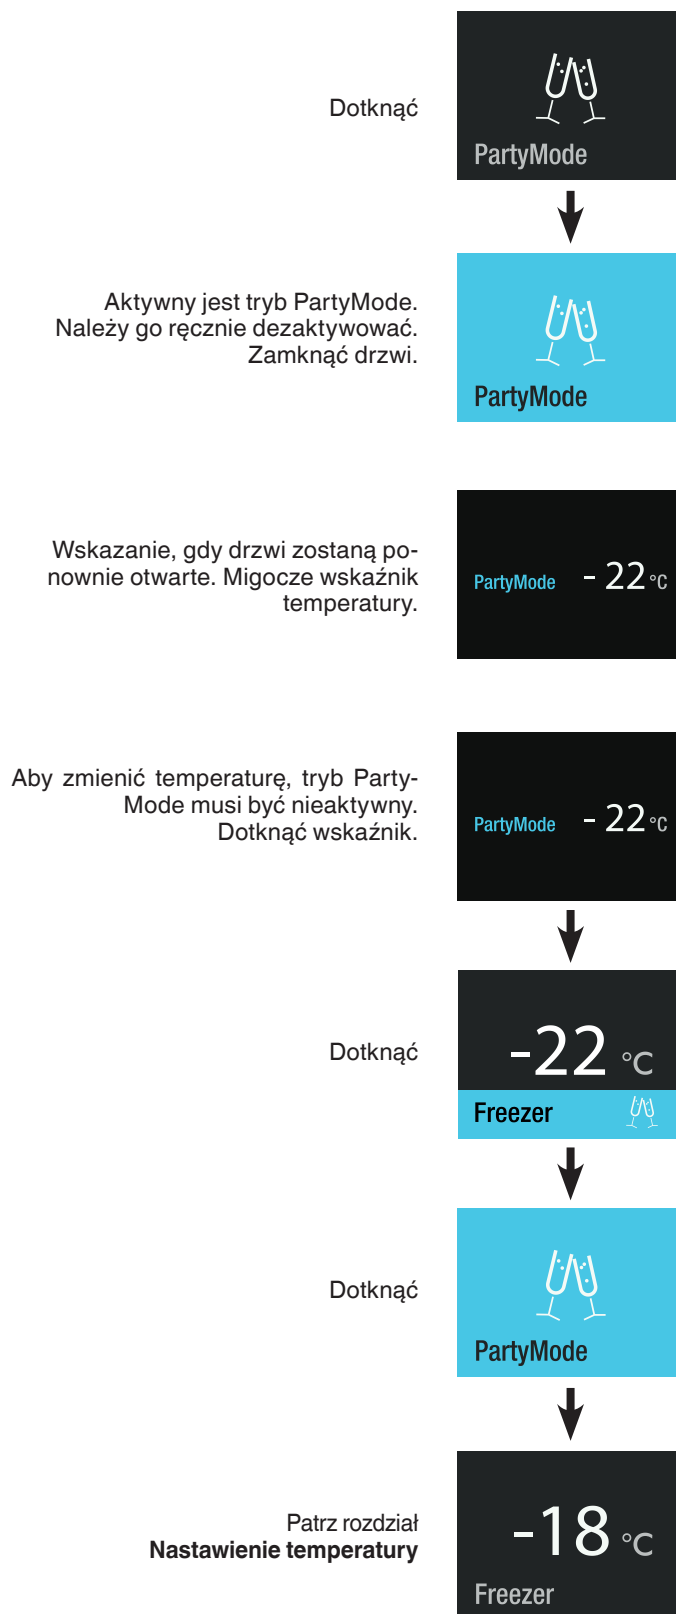 Dotknąć
PartyMode
Aktywny jest tryb PartyMode.
Należy go ręcznie dezaktywować.
Zamknąć drzwi.
PartyMode
Wskazanie, gdy drzwi zostaną po-
nownie otwarte. Migocze wskaźnik
temperatury.
PartyMode - 22 °C
Aby zmienić temperaturę, tryb Party-
Mode musi być nieaktywny.
Dotknąć wskaźnik.
PartyMode - 22 °C
Dotknąć
-22 °C
Freezer
Dotknąć
PartyMode
Patrz rozdział
Nastawienie temperatury
-18 °C
Freezer